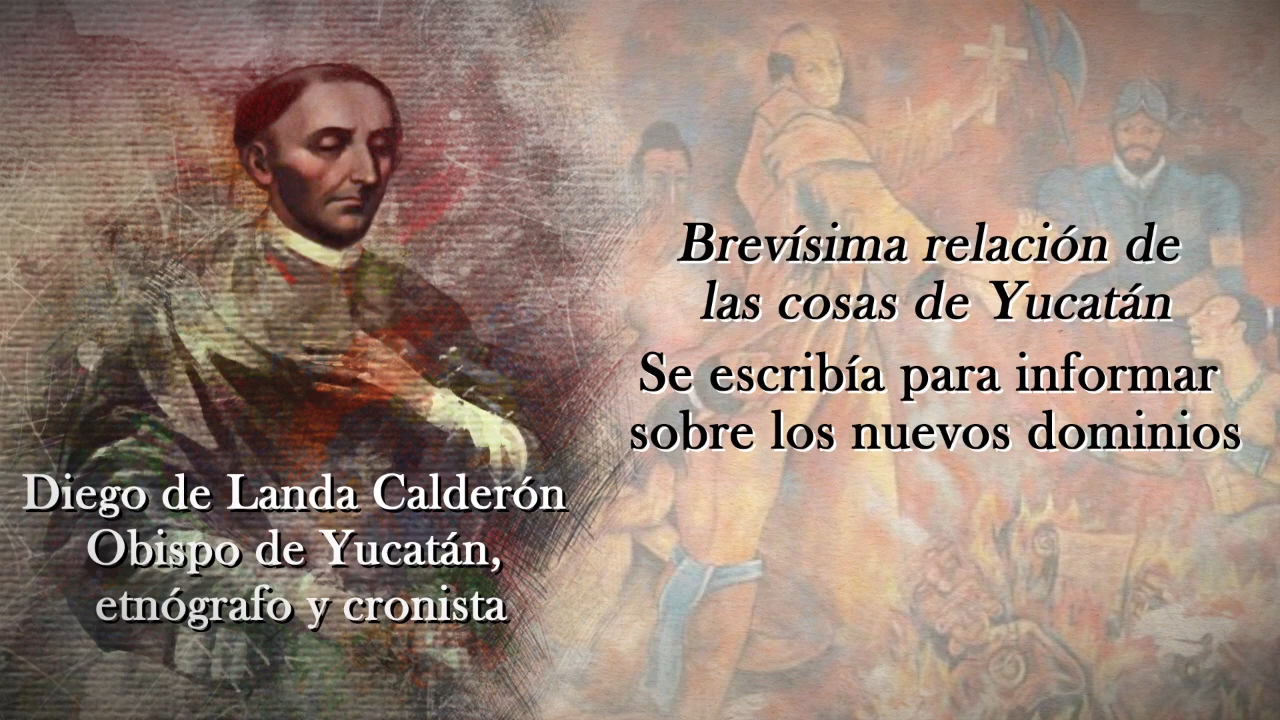 Brevísima relación de
las cosas de Yucatán
Se escribía para informar
sobre los nuevos dominios
Diego de Landa Calderón
Obispo de Yucatán,
etnógrafo y cronista